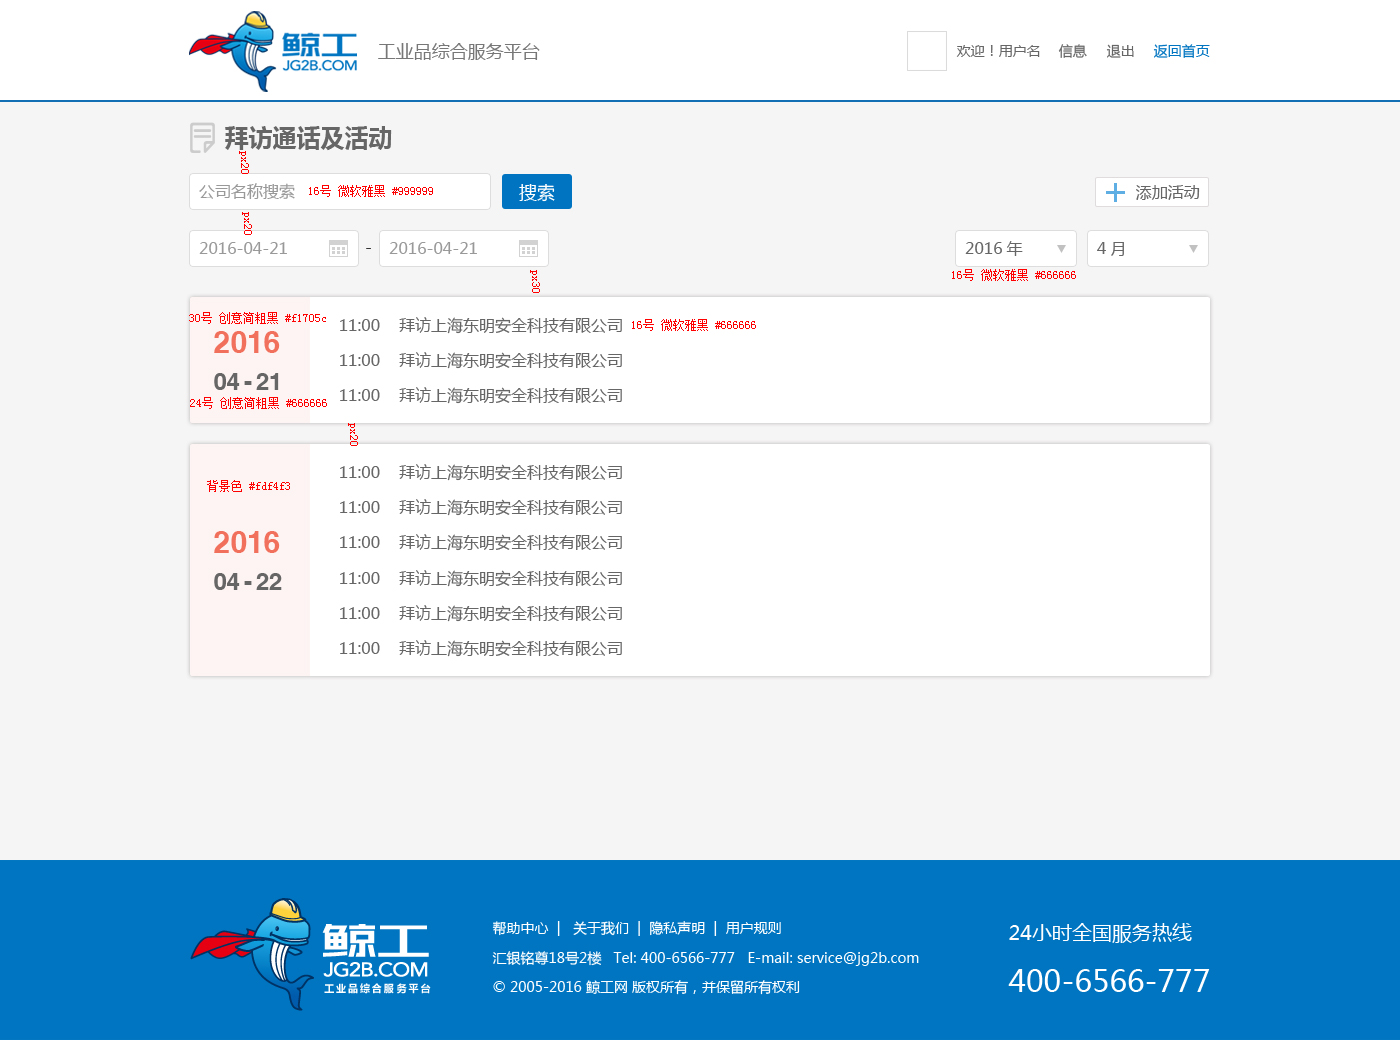 鲸工
JG2B.COM
工业品综合服务平台
欢迎！用户名 信息 退出 返回首页
拜访通话及活动
px20
公司名称搜索 16号 微软雅黑 #999999
搜索
添加活动
px20
2016-04-21 - 2016-04-21
2016 年 4 月
16号 微软雅黑 #666666
px30
30号 创意简粗黑 #f1705c
2016
04 - 21
24号 创意简粗黑 #666666
11:00 拜访上海东明安全科技有限公司 16号 微软雅黑 #666666
11:00 拜访上海东明安全科技有限公司
11:00 拜访上海东明安全科技有限公司
px20
背景色 #fdf4f3
2016
04 - 22
11:00 拜访上海东明安全科技有限公司
11:00 拜访上海东明安全科技有限公司
11:00 拜访上海东明安全科技有限公司
11:00 拜访上海东明安全科技有限公司
11:00 拜访上海东明安全科技有限公司
11:00 拜访上海东明安全科技有限公司
鲸工
JG2B.COM
工业品综合服务平台
帮助中心 | 关于我们 | 隐私声明 | 用户规则
汇银铭尊18号2楼 Tel: 400-6566-777 E-mail: service@jg2b.com
© 2005-2016 鲸工网 版权所有，并保留所有权利
24小时全国服务热线
400-6566-777